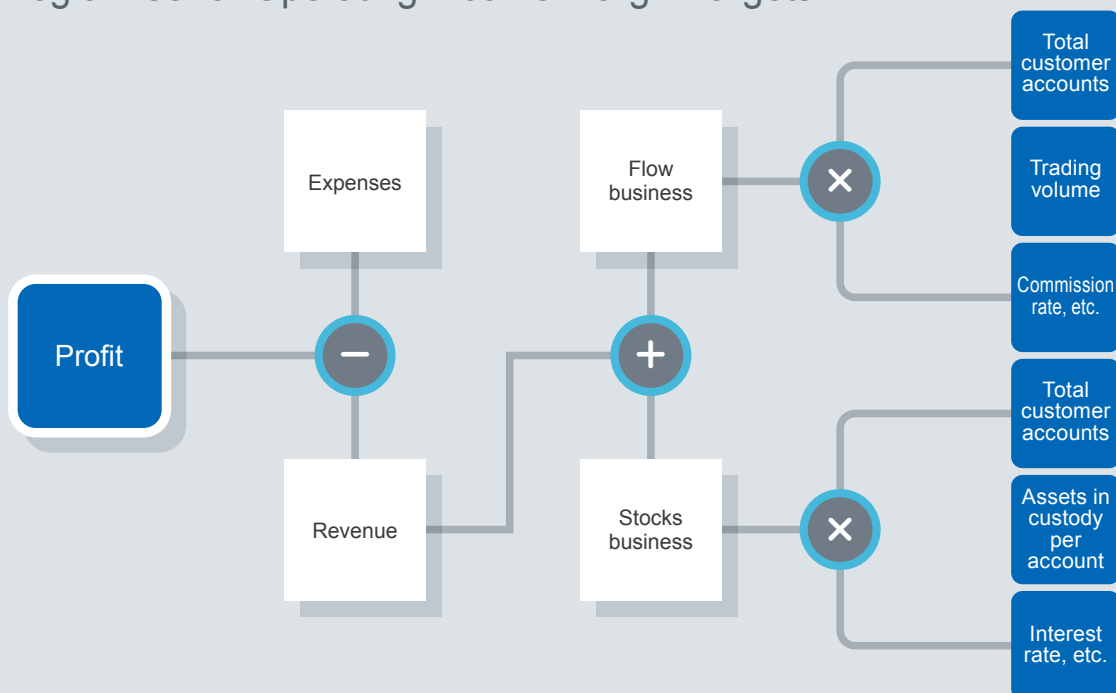 Operating
Profit
Expenses
−
Revenue
Flow
business
+
Stocks
business
×
Total
customer
accounts
Trading
volume
Commission
rate, etc.
×
Total
customer
accounts
Assets in
custody
per
account
Interest
rate, etc.